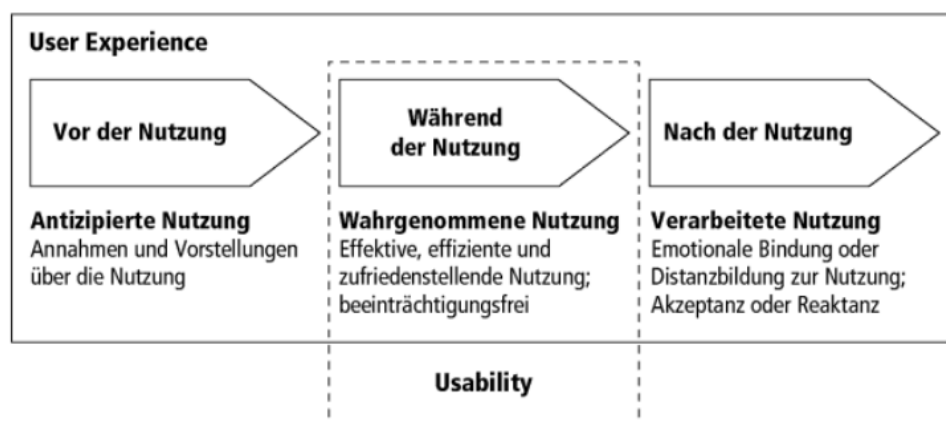 User Experience
Vor der Nutzung
Während
der Nutzung
Nach der Nutzung
Antizipierte Nutzung
Annahmen und Vorstellungen
über die Nutzung
Wahrgenommene Nutzung
Effektive, effiziente und
zufriedenstellende Nutzung;
beeinträchtigungsfrei
Verarbeitete Nutzung
Emotionale Bindung oder
Distanzbildung zur Nutzung;
Akzeptanz oder Reaktanz
Usability